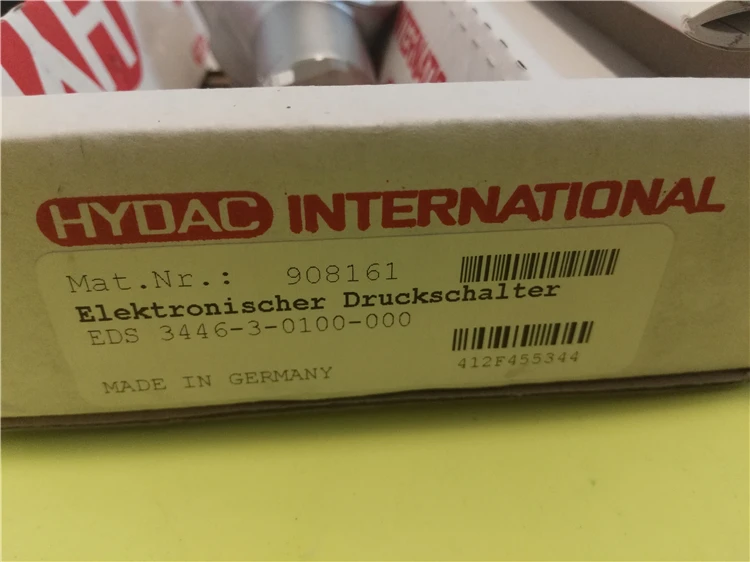 HYDAC INTERNATIONAL
Mat.Nr.: 908161
Elektronischer Druckschalter
EDS 3446-3-0100-000
412F455344
MADE IN GERMANY